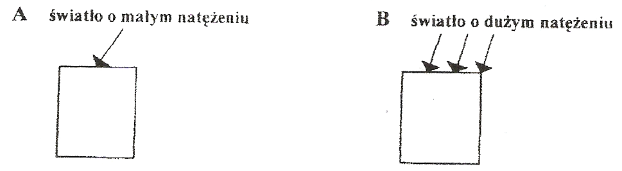 A światło o małym natężeniu
B światło o dużym natężeniu